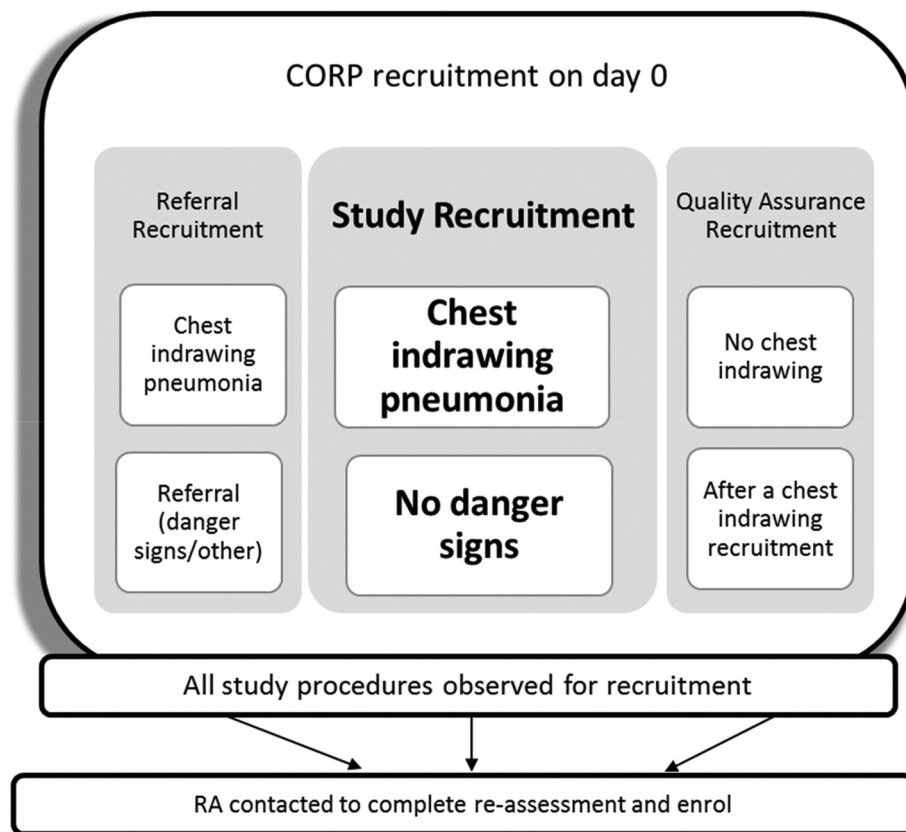 CORP recruitment on day 0
Referral
Recruitment
Chest
indrawing
pneumonia
Referral
(danger
signs/other)
Study Recruitment
Chest
indrawing
pneumonia
No danger
signs
Quality Assurance
Recruitment
No chest
indrawing
After a chest
indrawing
recruitment
All study procedures observed for recruitment
RA contacted to complete re-assessment and enrol